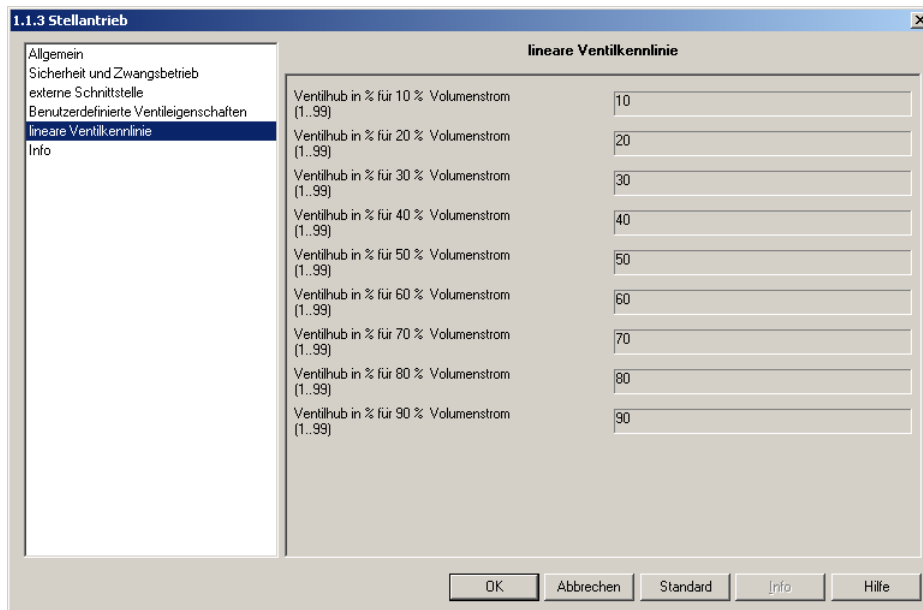 1.1.3 Stellantrieb
Allgemein
Sicherheit und Zwangsbetrieb
externe Schnittstelle
Benutzerdefinierte Ventileigenschaften
lineare Ventilkennlinie
Info
lineare Ventilkennlinie
Ventilhub in % für 10 % Volumenstrom
(1..99)
10
Ventilhub in % für 20 % Volumenstrom
(1..99)
20
Ventilhub in % für 30 % Volumenstrom
(1..99)
30
Ventilhub in % für 40 % Volumenstrom
(1..99)
40
Ventilhub in % für 50 % Volumenstrom
(1..99)
50
Ventilhub in % für 60 % Volumenstrom
(1..99)
60
Ventilhub in % für 70 % Volumenstrom
(1..99)
70
Ventilhub in % für 80 % Volumenstrom
(1..99)
80
Ventilhub in % für 90 % Volumenstrom
(1..99)
90
OK
Abbrechen
Standard
Info
Hilfe